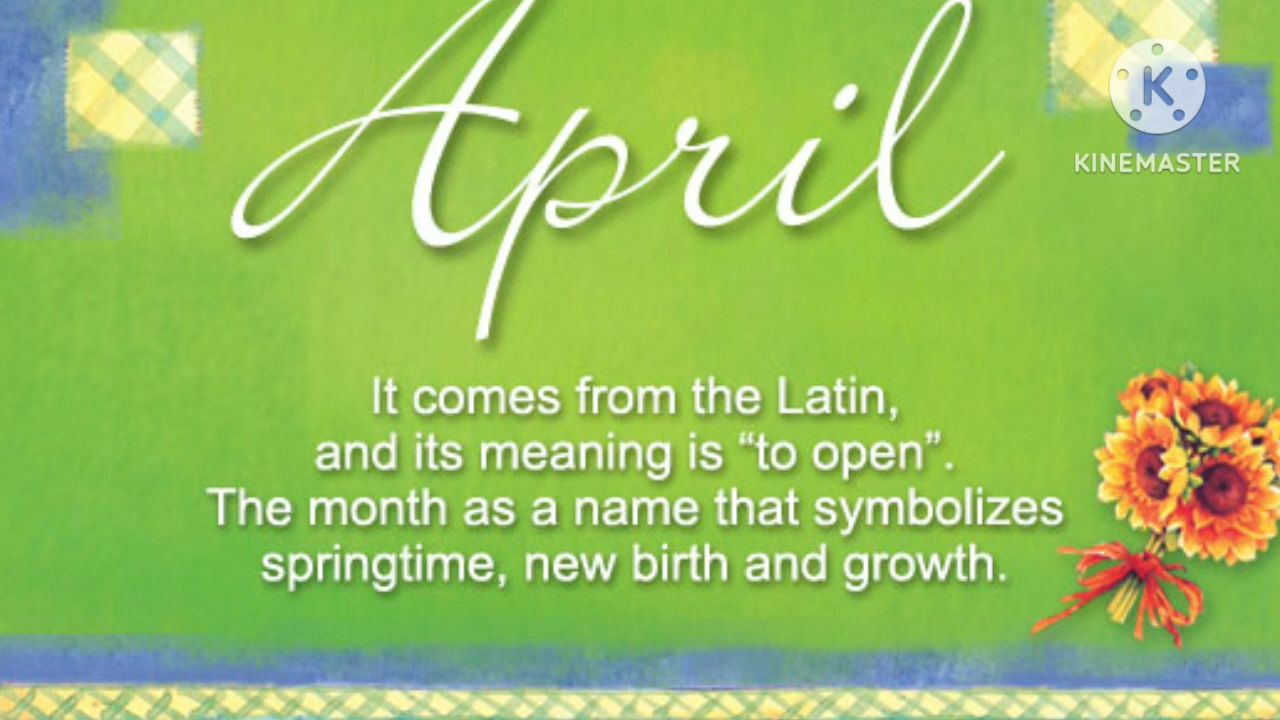 April
K
KINEMASTER
It comes from the Latin,
and its meaning is “to open”.
The month as a name that symbolizes
springtime, new birth and growth.